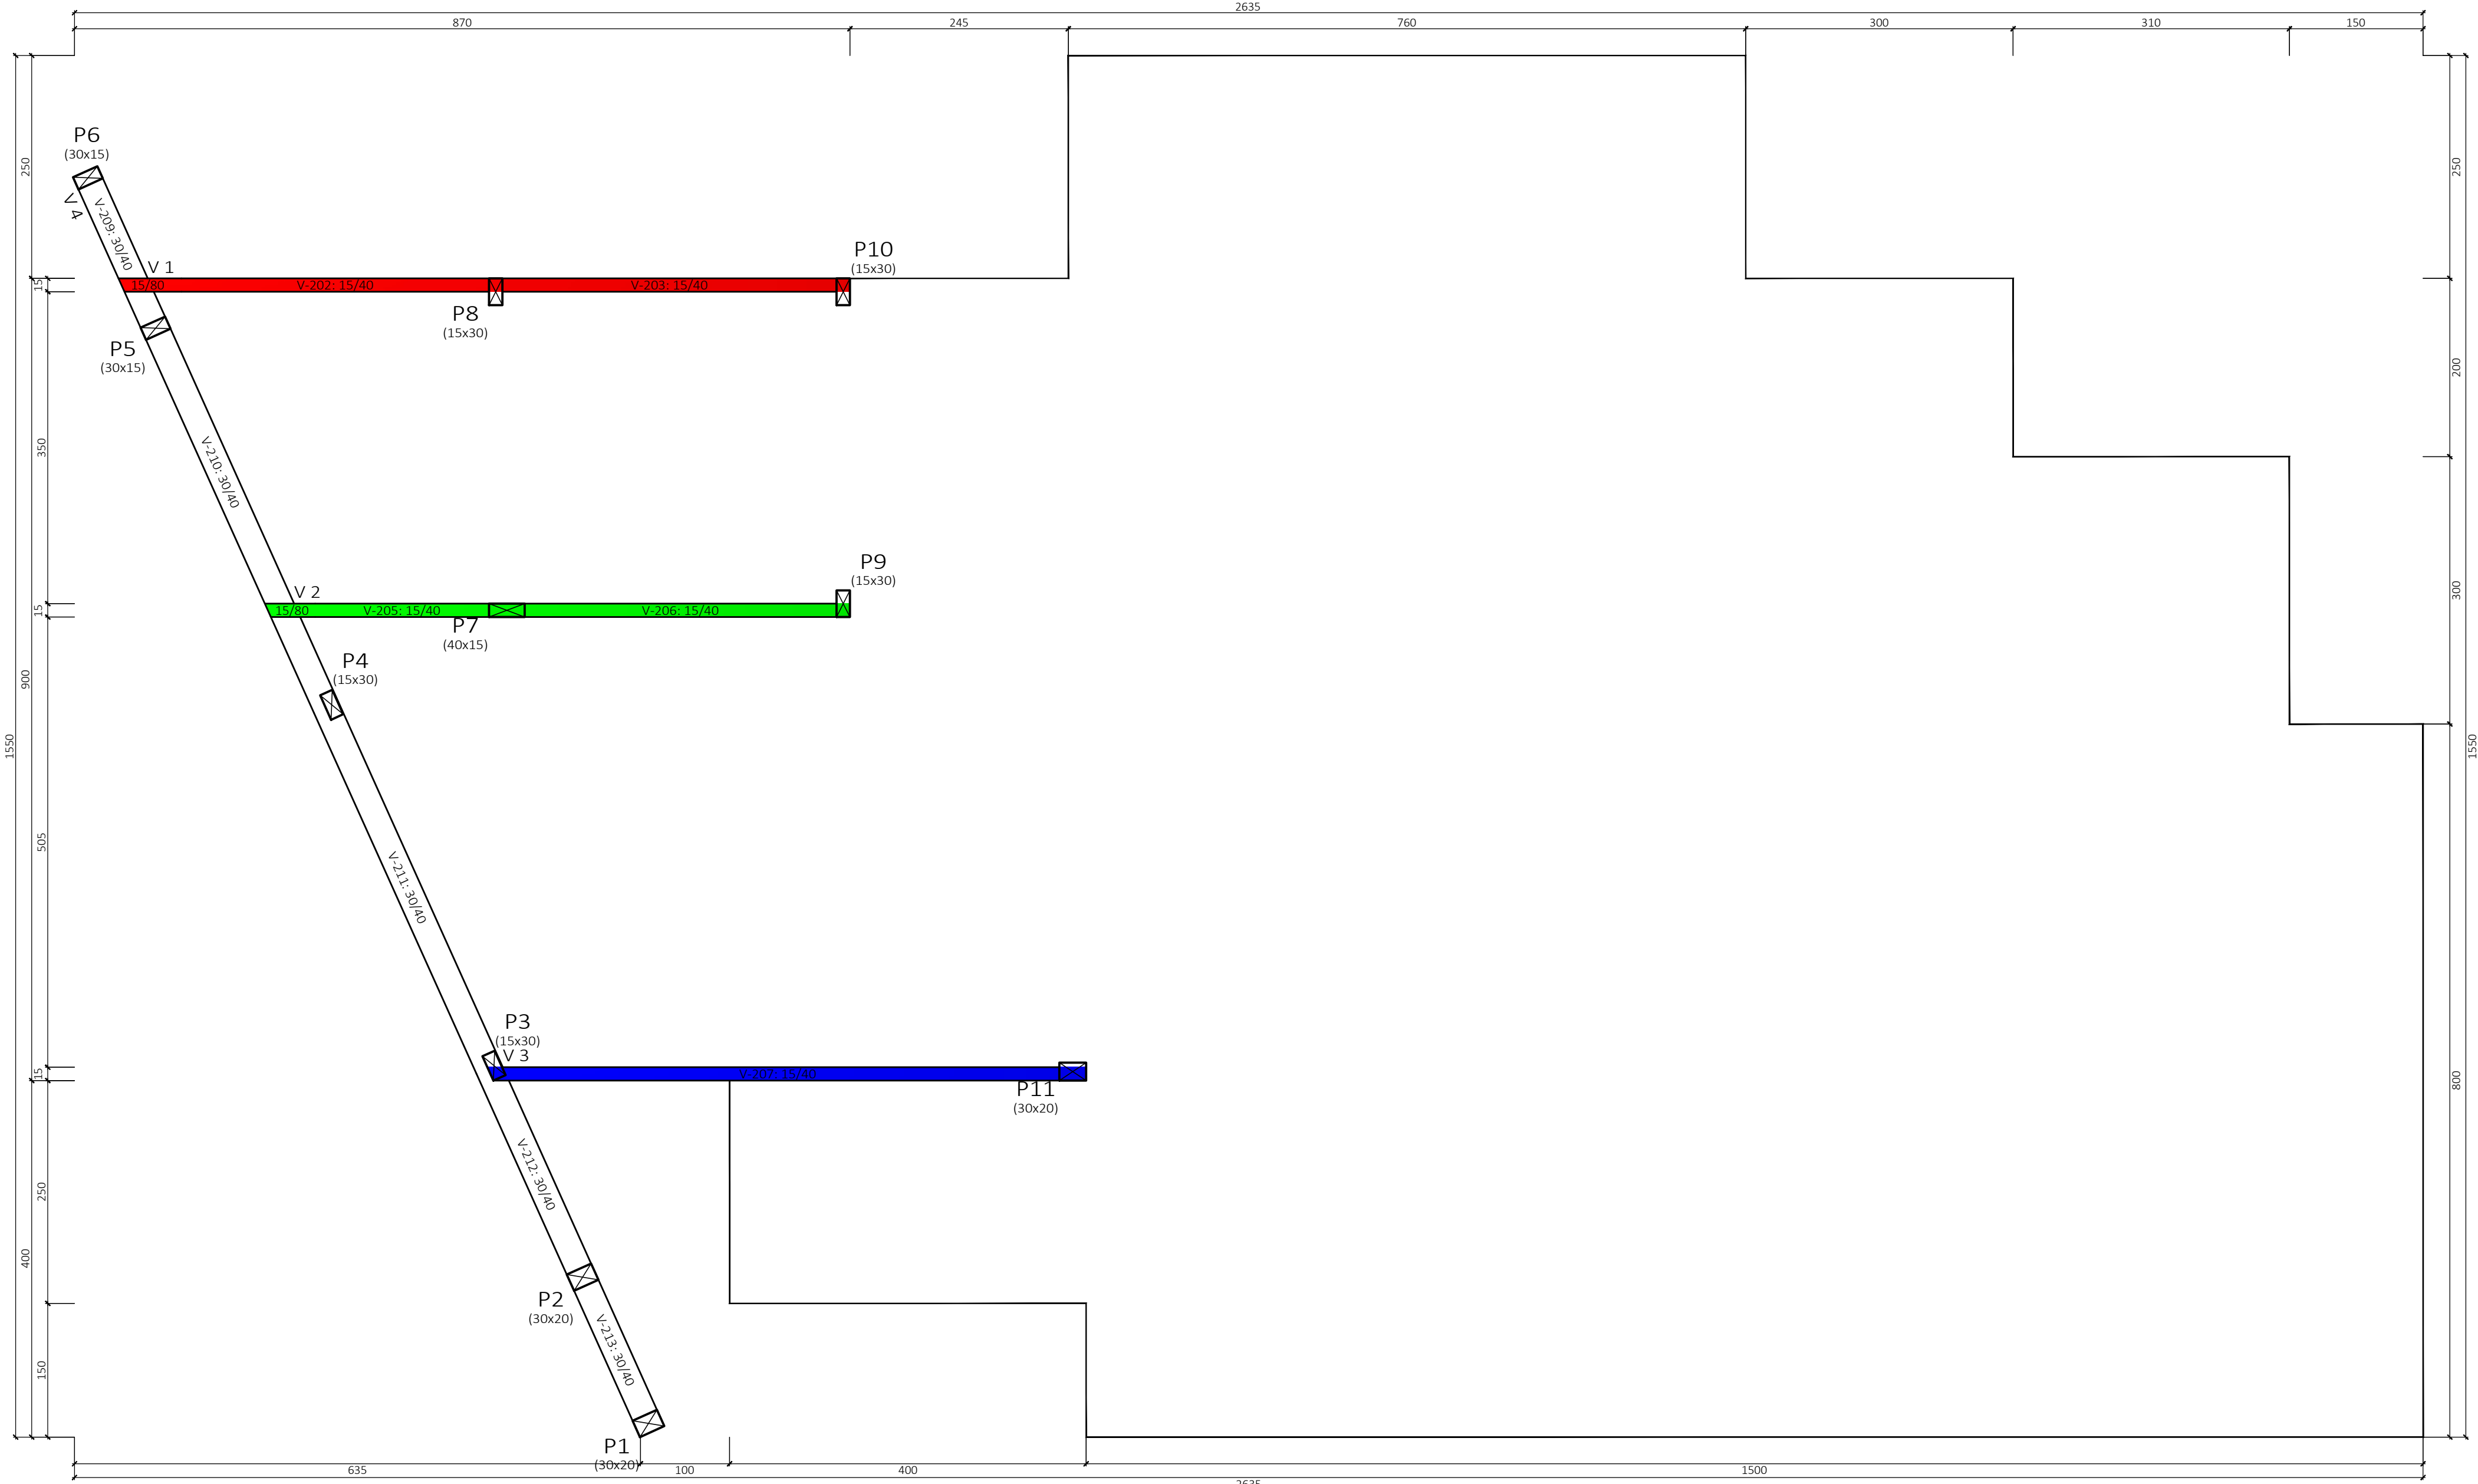 2635
870
245
760
300
310
150
P6
(30x15)
250
250
V 4
V-209: 30/40
V 1
P10
(15x30)
15
15/80
V-202: 15/40
V-203: 15/40
P8
(15x30)
P5
(30x15)
200
350
V-210: 30/40
P9
(15x30)
V 2
300
15
15/80
V-205: 15/40
V-206: 15/40
P7
(40x15)
P4
(15x30)
900
1550
1550
505
V-211: 30/40
P3
(15x30)
V 3
15
V-207: 15/40
P11
(30x20)
800
V-212: 30/40
250
400
P2
(30x20)
V-213: 30/40
150
P1
(30x20)
635
100
400
1500
2635